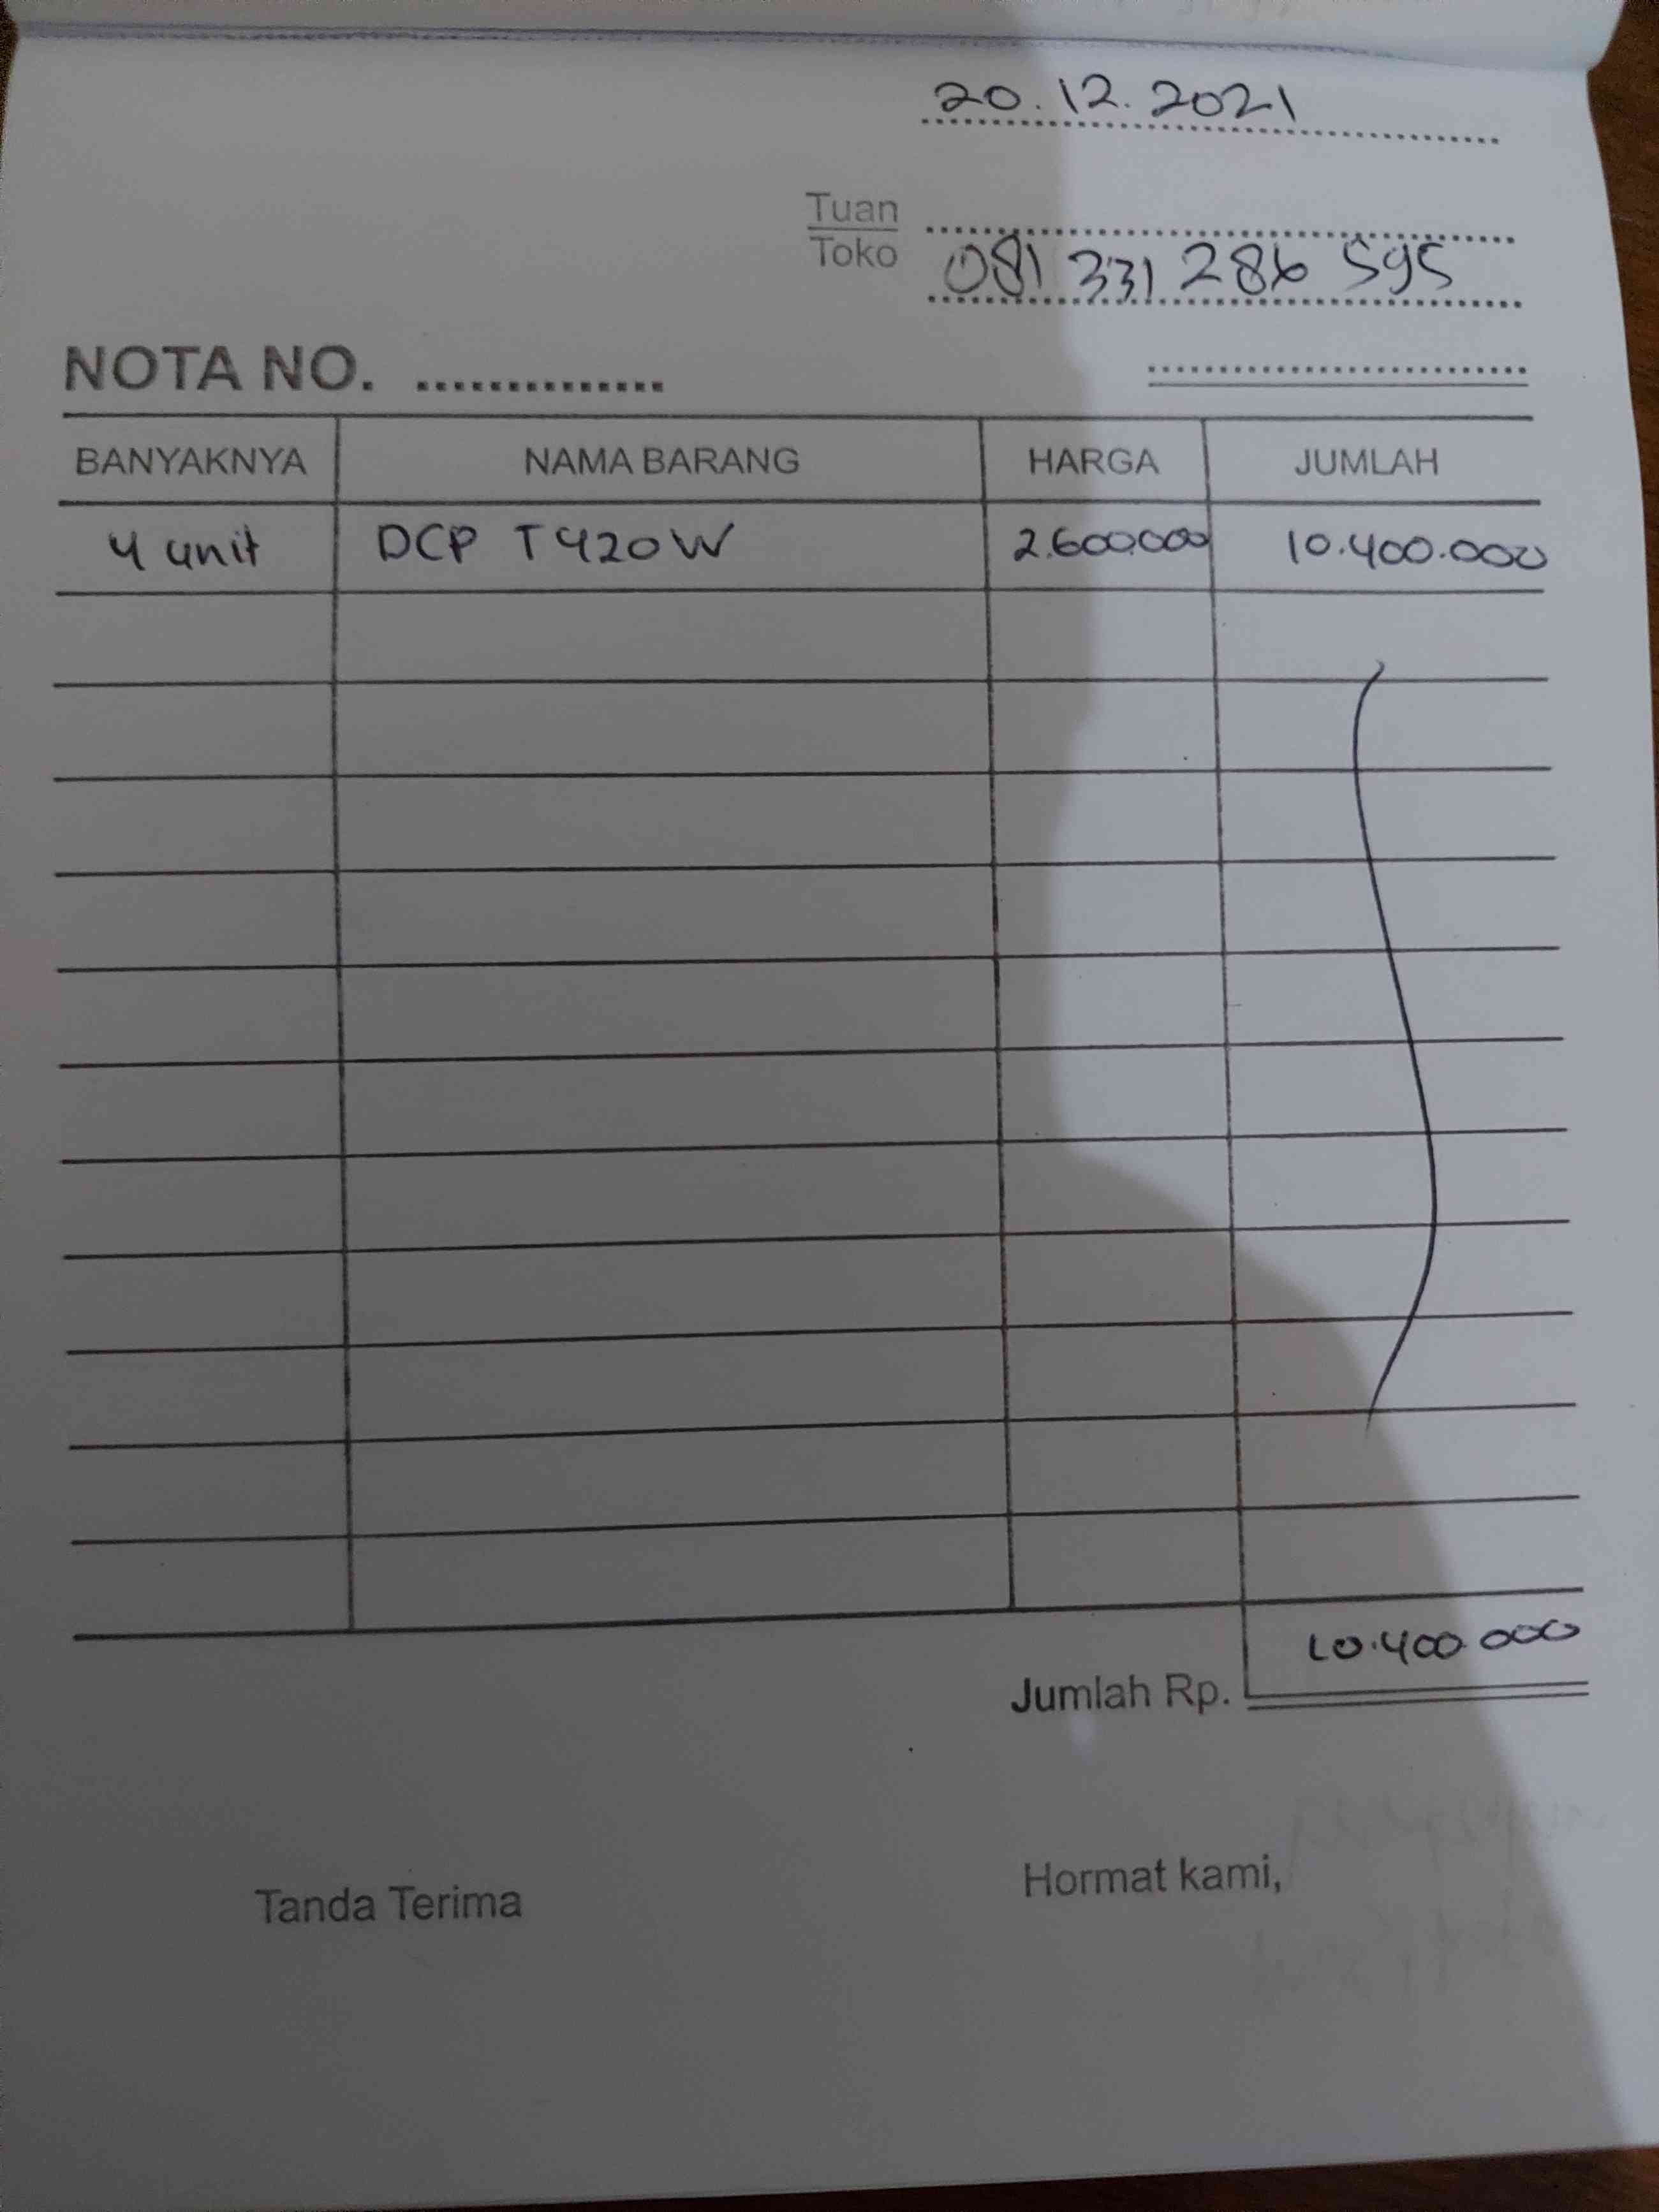 20.12.2021
Tuan
Toko 081 331 286 595
NOTA NO. ..............
BANYAKNYA NAMA BARANG HARGA JUMLAH
4 unit DCP T420W 2.600.000 10.400.000
10.400.000
Jumlah Rp.
Tanda Terima Hormat kami,